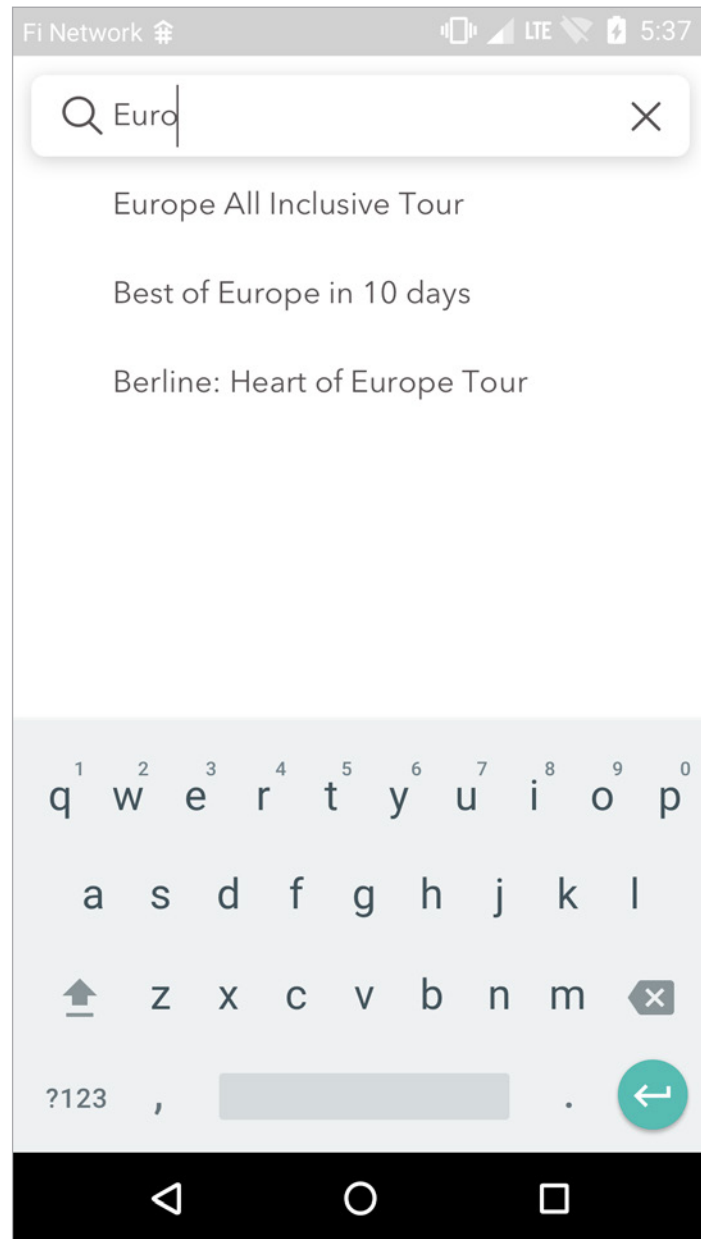 Fi Network LTE 5:37
Euro
Europe All Inclusive Tour
Best of Europe in 10 days
Berline: Heart of Europe Tour
1 2 3 4 5 6 7 8 9 0
q w e r t y u i o p
a s d f g h j k l
z x c v b n m
?123 , .